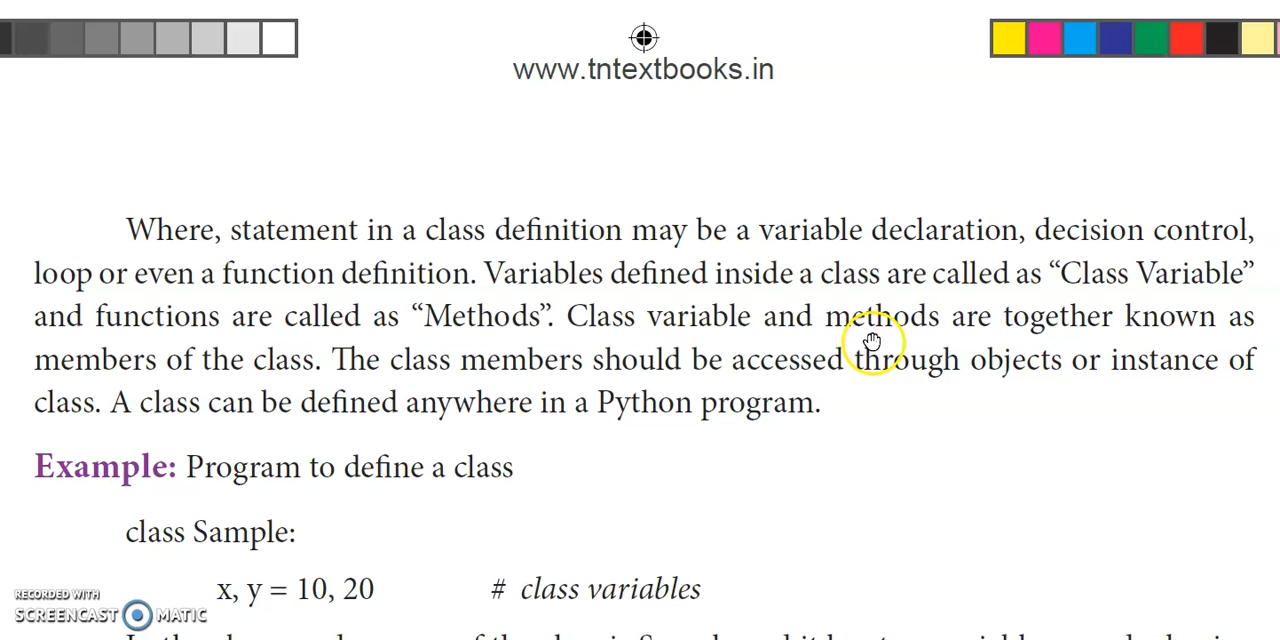 www.tntextbooks.in
Where, statement in a class definition may be a variable declaration, decision control,
loop or even a function definition. Variables defined inside a class are called as “Class Variable”
and functions are called as “Methods”. Class variable and methods are together known as
members of the class. The class members should be accessed through objects or instance of
class. A class can be defined anywhere in a Python program.
Example: Program to define a class
class Sample:
x, y = 10, 20 # class variables
RECORDED WITH
SCREENCAST MATIC